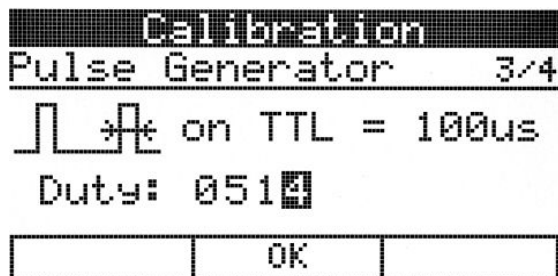 Calibration
Pulse Generator 3/4
on TTL = 100us
Duty: 0514
OK